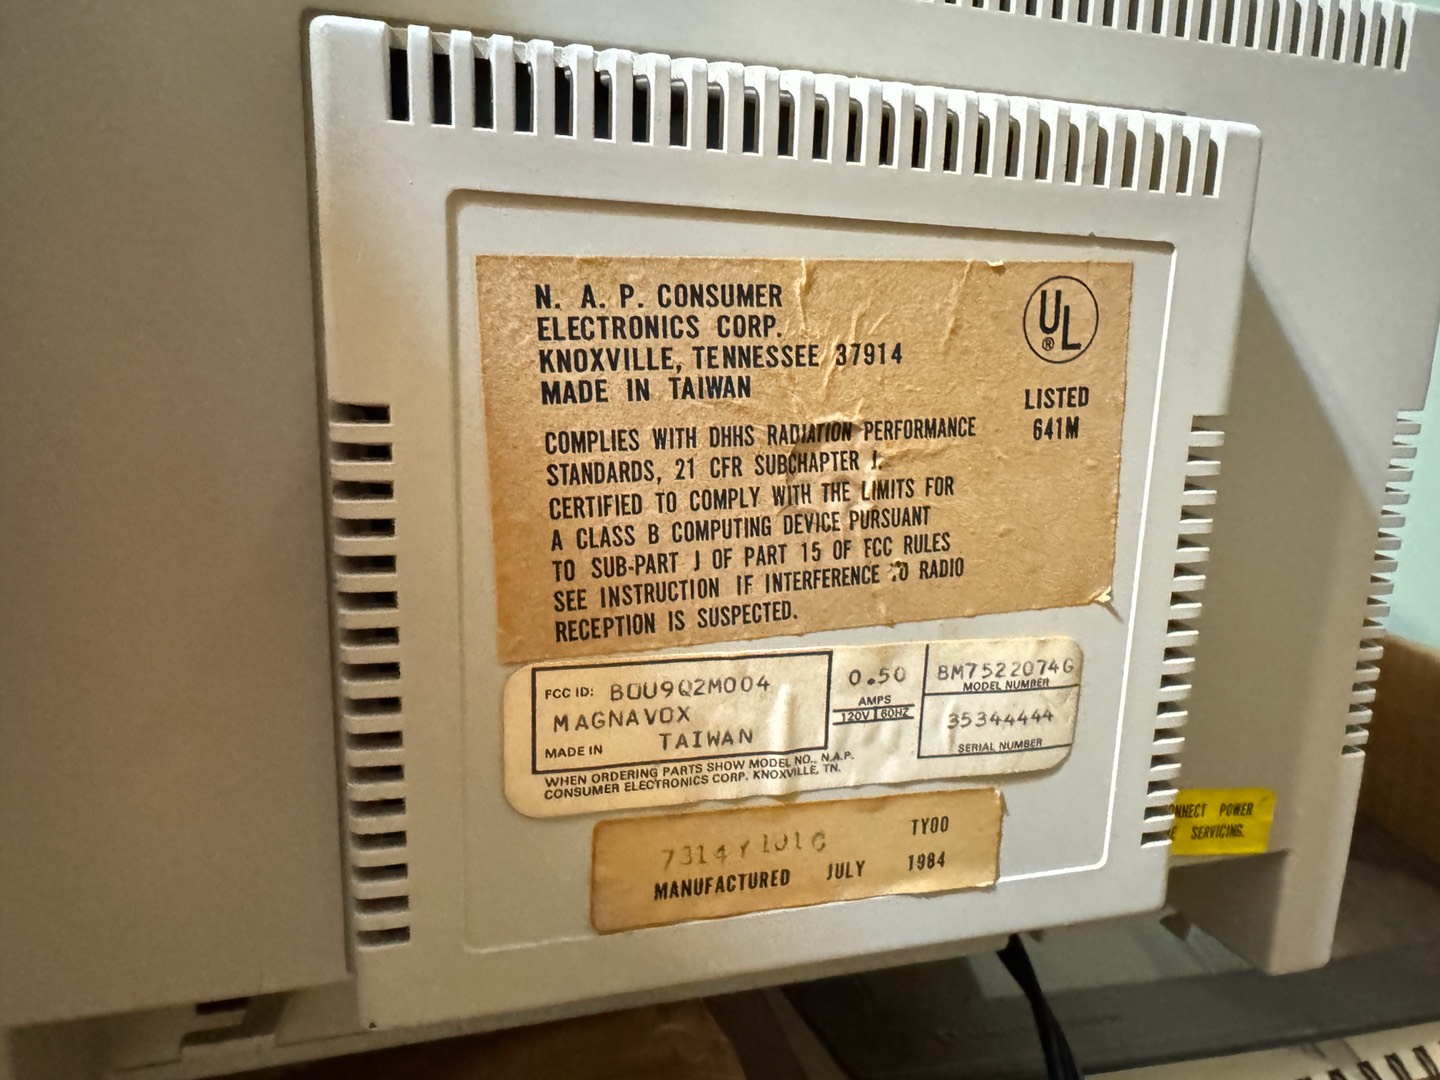 N. A. P. CONSUMER
ELECTRONICS CORP.
KNOXVILLE, TENNESSEE 37914
MADE IN TAIWAN
UL
®
LISTED
641M
COMPLIES WITH DHHS RADIATION PERFORMANCE
STANDARDS, 21 CFR SUBCHAPTER J.
CERTIFIED TO COMPLY WITH THE LIMITS FOR
A CLASS B COMPUTING DEVICE PURSUANT
TO SUB-PART J OF PART 15 OF FCC RULES
SEE INSTRUCTION IF INTERFERENCE TO RADIO
RECEPTION IS SUSPECTED.
FCC ID: BOU9Q2M004
MAGNAVOX
MADE IN TAIWAN
0.50
AMPS
120V 60HZ
BM7522074G
MODEL NUMBER
35344444
SERIAL NUMBER
WHEN ORDERING PARTS SHOW MODEL NO., N.A.P.
CONSUMER ELECTRONICS CORP. KNOXVILLE, TN.
TY00
MANUFACTURED JULY 1984
POWER
SERVICING.